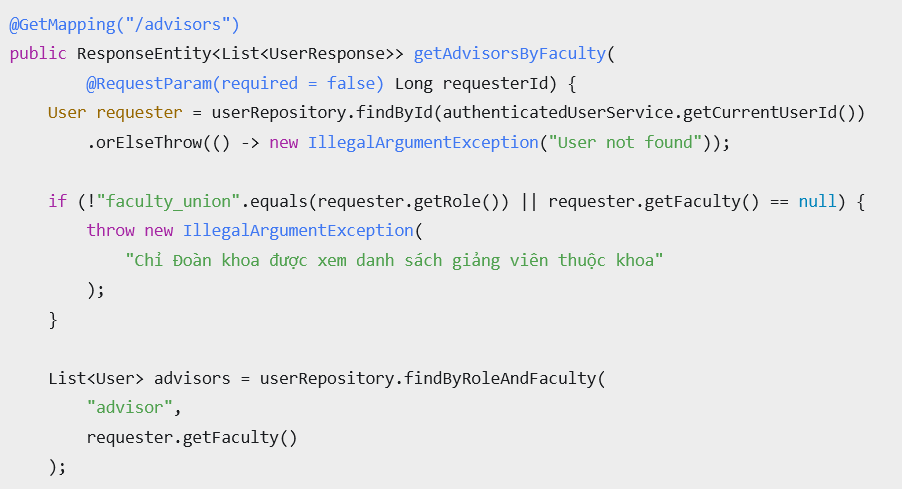 @GetMapping("/advisors")
public ResponseEntity<List<UserResponse>> getAdvisorsByFaculty(
        @RequestParam(required = false) Long requesterId) {
    User requester = userRepository.findById(authenticatedUserService.getCurrentUserId())
        .orElseThrow(() -> new IllegalArgumentException("User not found"));

    if (!"faculty_union".equals(requester.getRole()) || requester.getFaculty() == null) {
        throw new IllegalArgumentException(
            "Chỉ Đoàn khoa được xem danh sách giảng viên thuộc khoa"
        );
    }

    List<User> advisors = userRepository.findByRoleAndFaculty(
        "advisor",
        requester.getFaculty()
    );